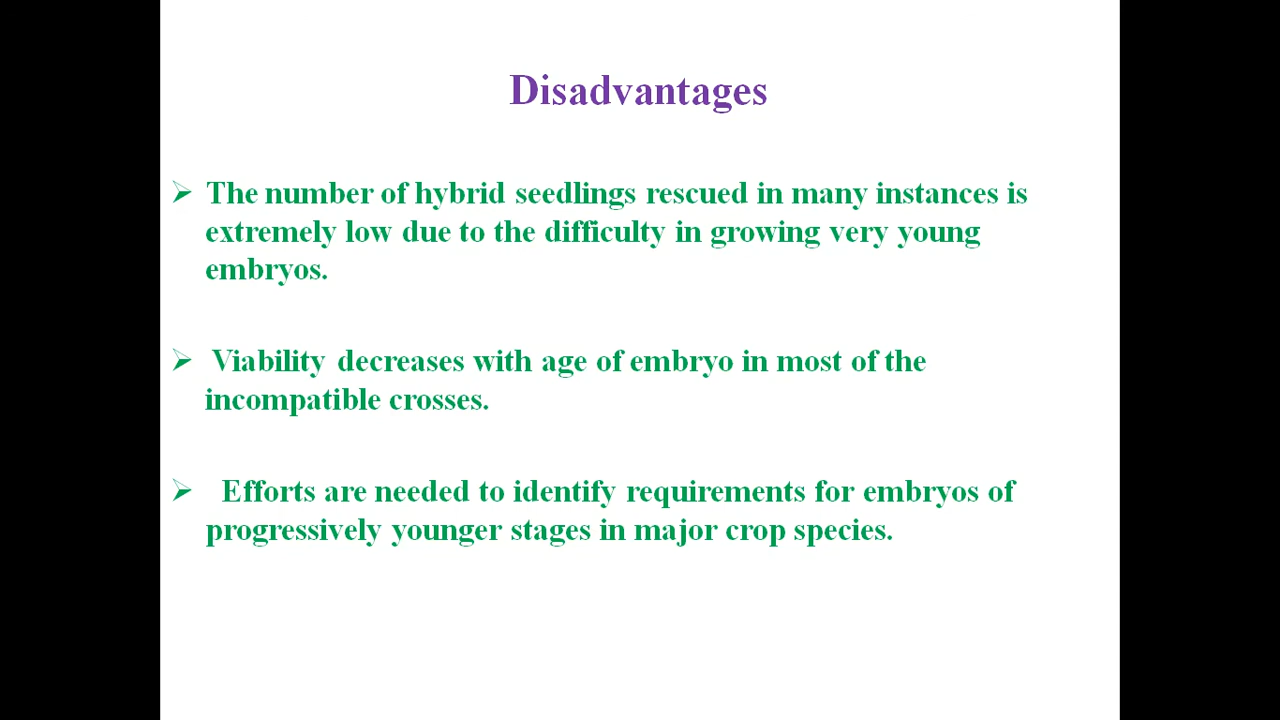 Disadvantages
➢ The number of hybrid seedlings rescued in many instances is
extremely low due to the difficulty in growing very young
embryos.
➢ Viability decreases with age of embryo in most of the
incompatible crosses.
➢ Efforts are needed to identify requirements for embryos of
progressively younger stages in major crop species.